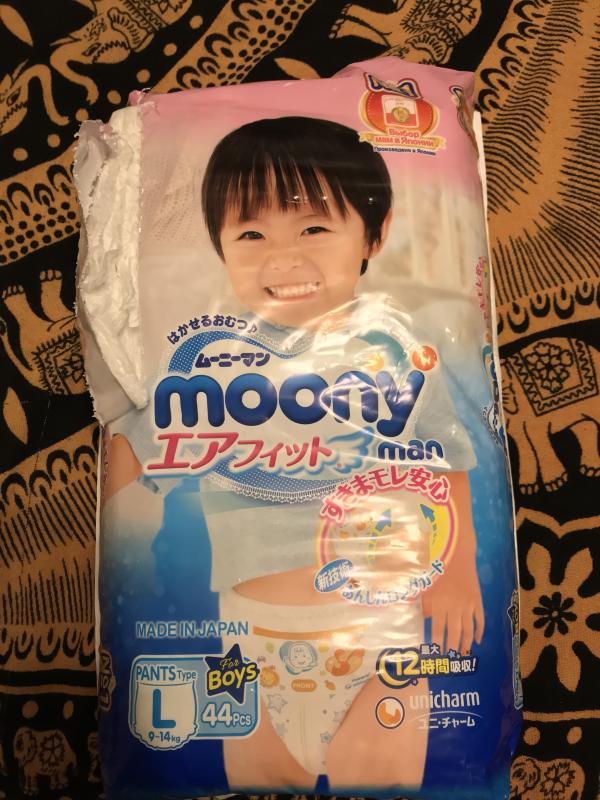 Выбор
мам в Японии
Произведено в Японии
はかせるおむつ♪
ムーニーマン
moony
man
エアフィット
すきまモレ安心
新技術
MADE IN JAPAN
PANTS Type
L
9-14kg
For
BOYS
44Pcs
FRONT
最大
12時間吸収!
unicharm
ユニ・チャーム